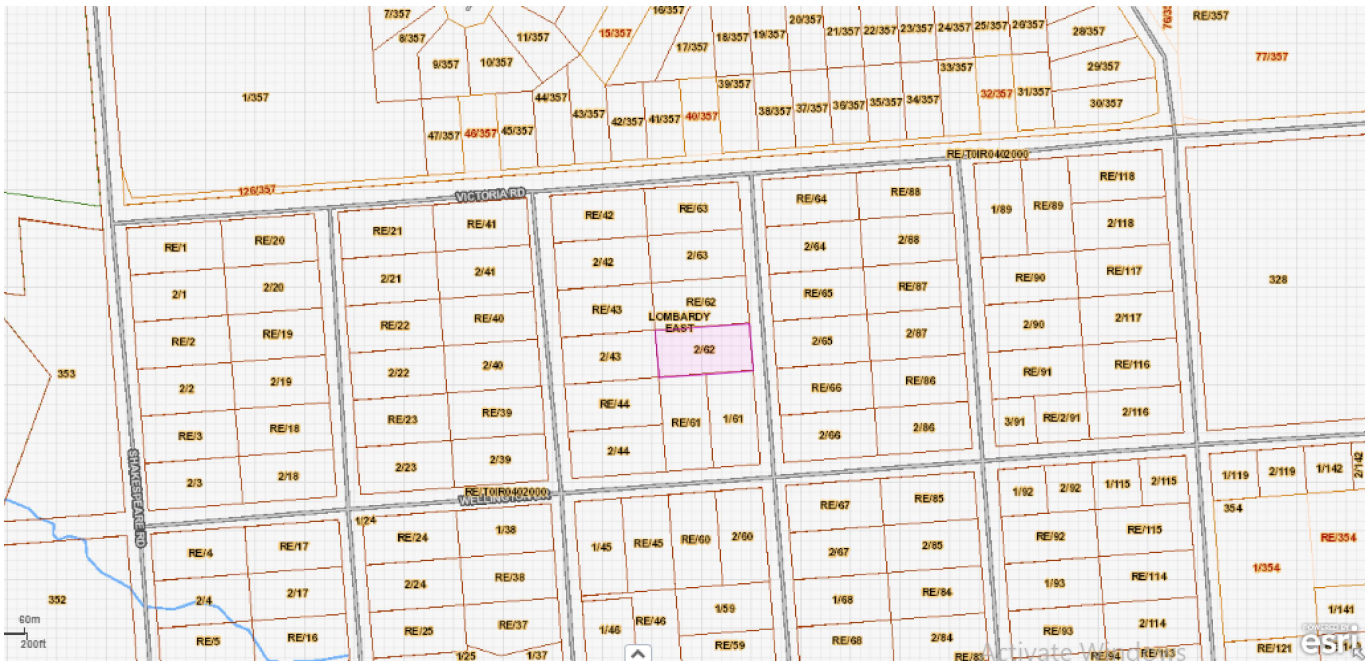 7/357
16/357
20/357
76/35
RE/357
8/357
11/357
15/357
17/357
18/357
19/357
21/357
22/357
23/357
24/357
25/357
26/357
28/357
9/357
10/357
77/357
33/357
29/357
1/357
44/357
39/357
32/357
31/357
30/357
47/357
46/357
45/357
43/357
42/357
41/357
40/357
38/357
37/357
36/357
35/357
34/357
RE/T0IR0402000
126/357
VICTORIA RD
RE/118
RE/1
RE/20
RE/21
RE/41
RE/42
RE/63
RE/64
RE/88
1/89
RE/89
2/118
2/1
2/20
2/21
2/41
2/42
2/63
2/64
2/88
RE/90
RE/117
328
RE/2
RE/19
RE/22
RE/40
RE/43
RE/62
RE/65
RE/87
2/90
2/117
LOMBARDY
EAST
353
2/2
2/19
2/22
2/40
2/43
2/62
2/65
2/87
RE/91
RE/116
RE/3
RE/18
RE/23
RE/39
RE/44
RE/61
1/61
RE/66
RE/86
3/91
RE/2/91
2/116
2/3
2/18
2/23
2/39
2/44
2/66
2/86
SHAKESPEARE RD
RE/T0IR0402000
1/92
2/92
1/115
2/115
1/119
2/119
1/142
2/142
1/24
RE/4
RE/17
RE/24
1/38
1/45
RE/45
RE/60
2/60
RE/67
RE/85
RE/92
RE/115
354
RE/354
352
2/4
2/17
2/24
RE/38
2/67
2/85
1/93
RE/114
1/354
RE/5
RE/16
RE/25
RE/37
1/46
RE/46
1/59
1/68
RE/84
RE/93
2/114
1/141
1/25
1/37
RE/59
RE/68
2/84
RE/83
RE/94
RE/113
RE/121
60m
200ft
POWERED BY
esri
Activate Windows